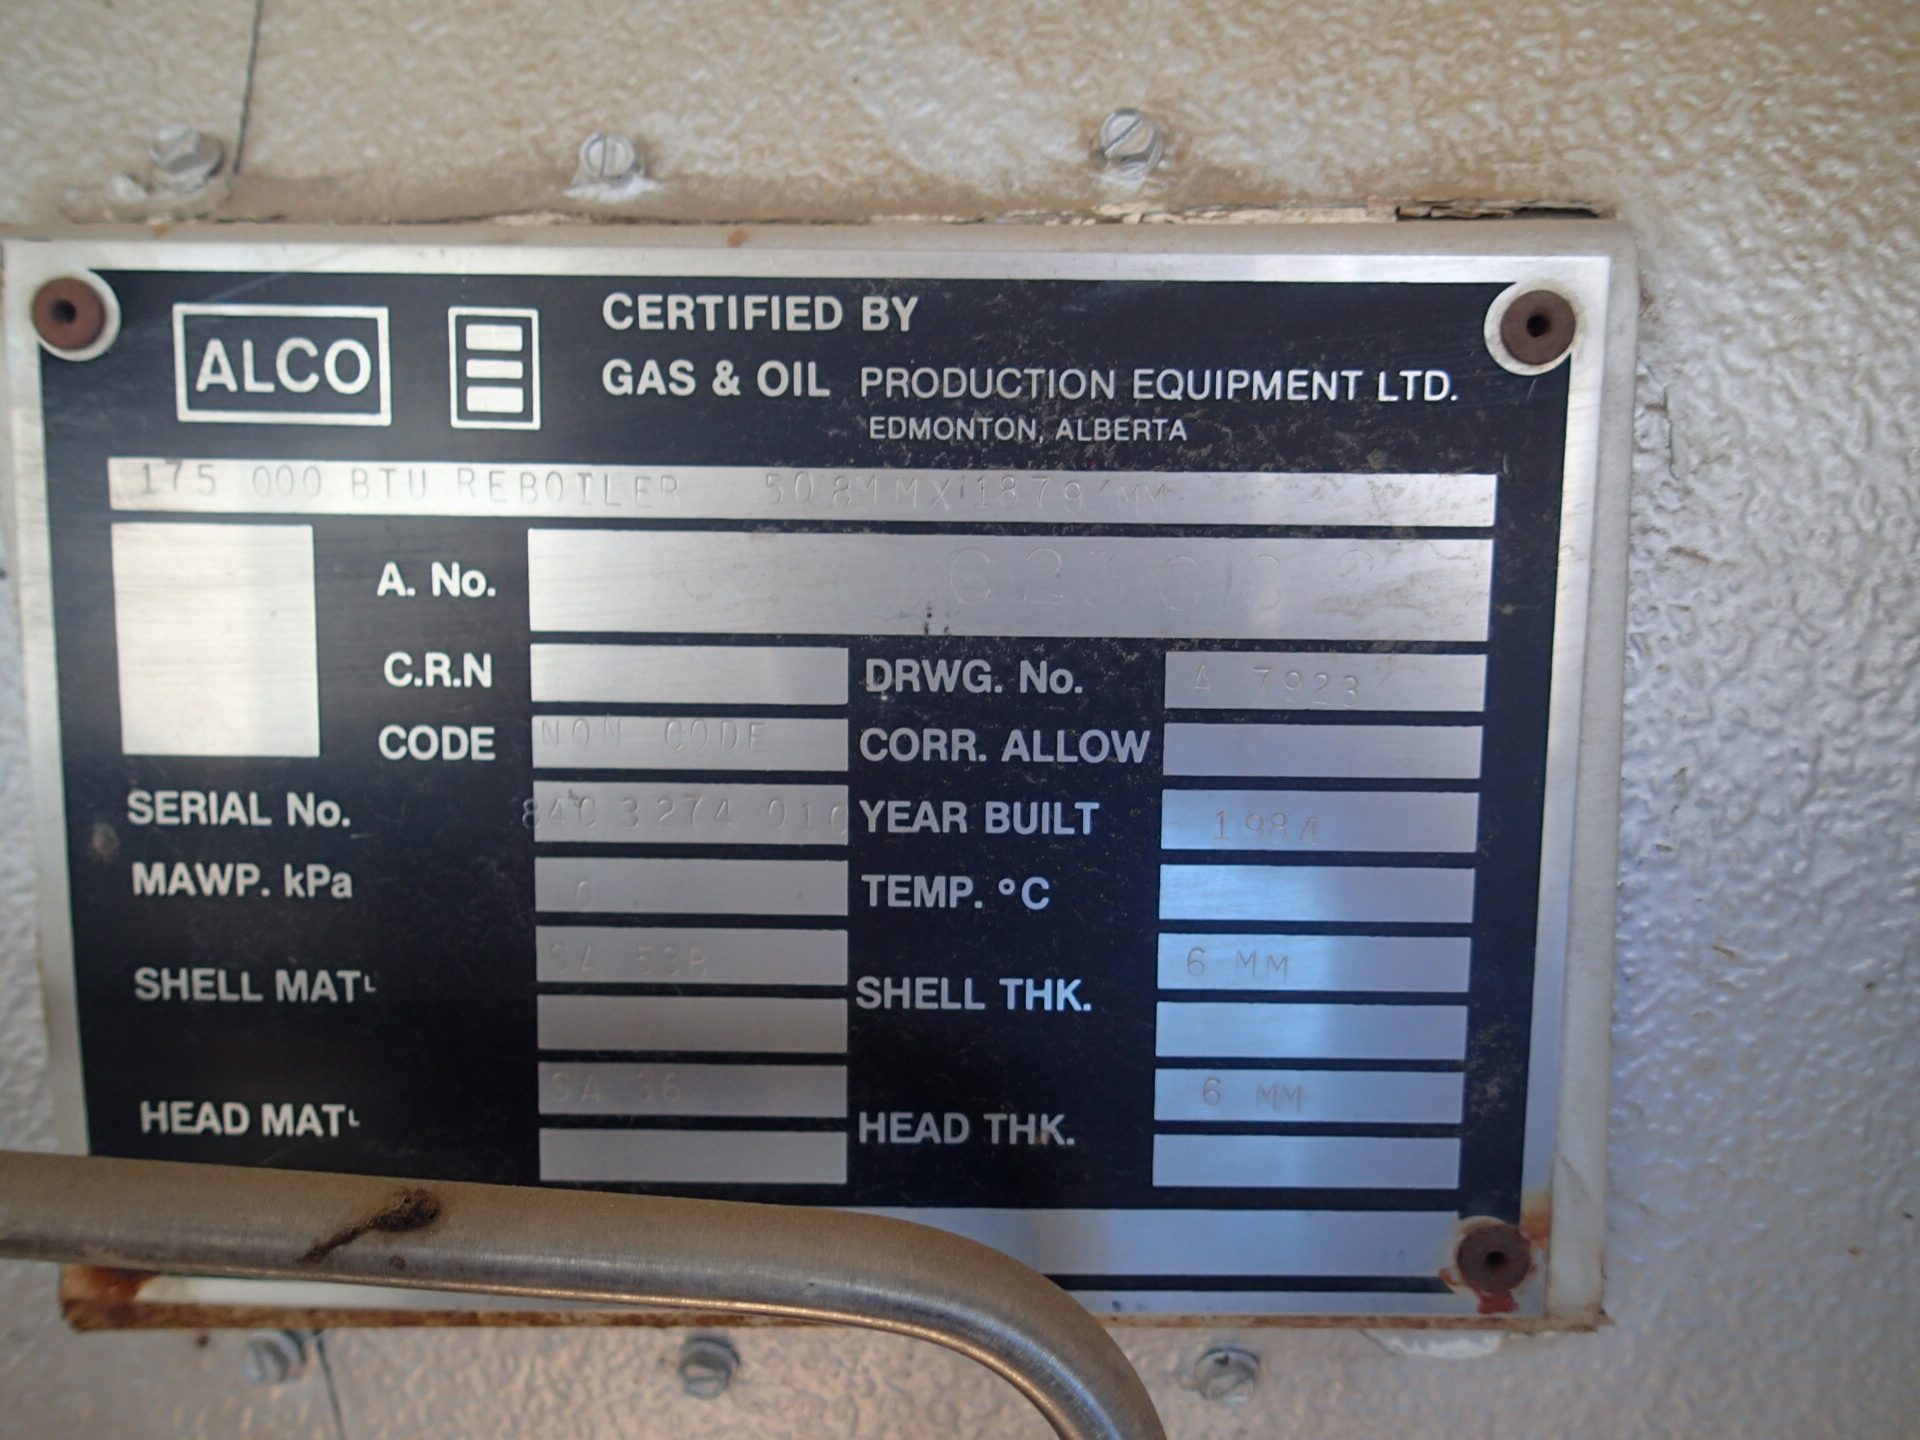 ALCO
CERTIFIED BY
GAS & OIL PRODUCTION EQUIPMENT LTD.
EDMONTON, ALBERTA
175 000 BTU REBOILER 508MMX1879MM
A. No.
C.R.N DRWG. No. A 7923
CODE NON CODE CORR. ALLOW
SERIAL No. 84C 3274 010 YEAR BUILT 1984
MAWP. kPa 0 TEMP. °C
SHELL MATL SA 53B SHELL THK. 6 MM
HEAD MATL SA 36 HEAD THK. 6 MM